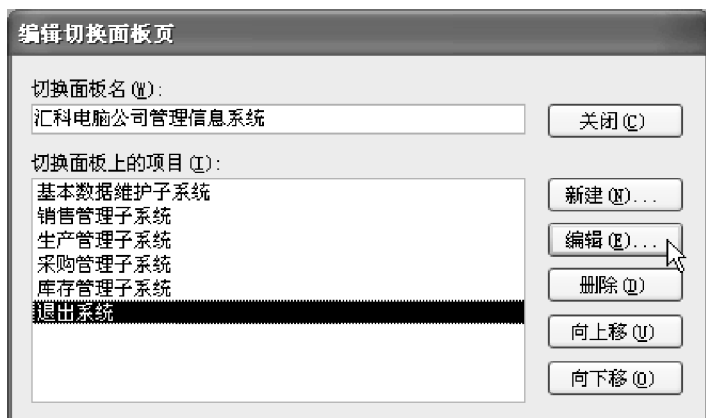 编辑切换面板页
切换面板名(W):
汇科电脑公司管理信息系统
关闭(C)
切换面板上的项目(I):
基本数据维护子系统
销售管理子系统
生产管理子系统
采购管理子系统
库存管理子系统
退出系统
新建(N)...
编辑(E)...
删除(D)
向上移(U)
向下移(O)